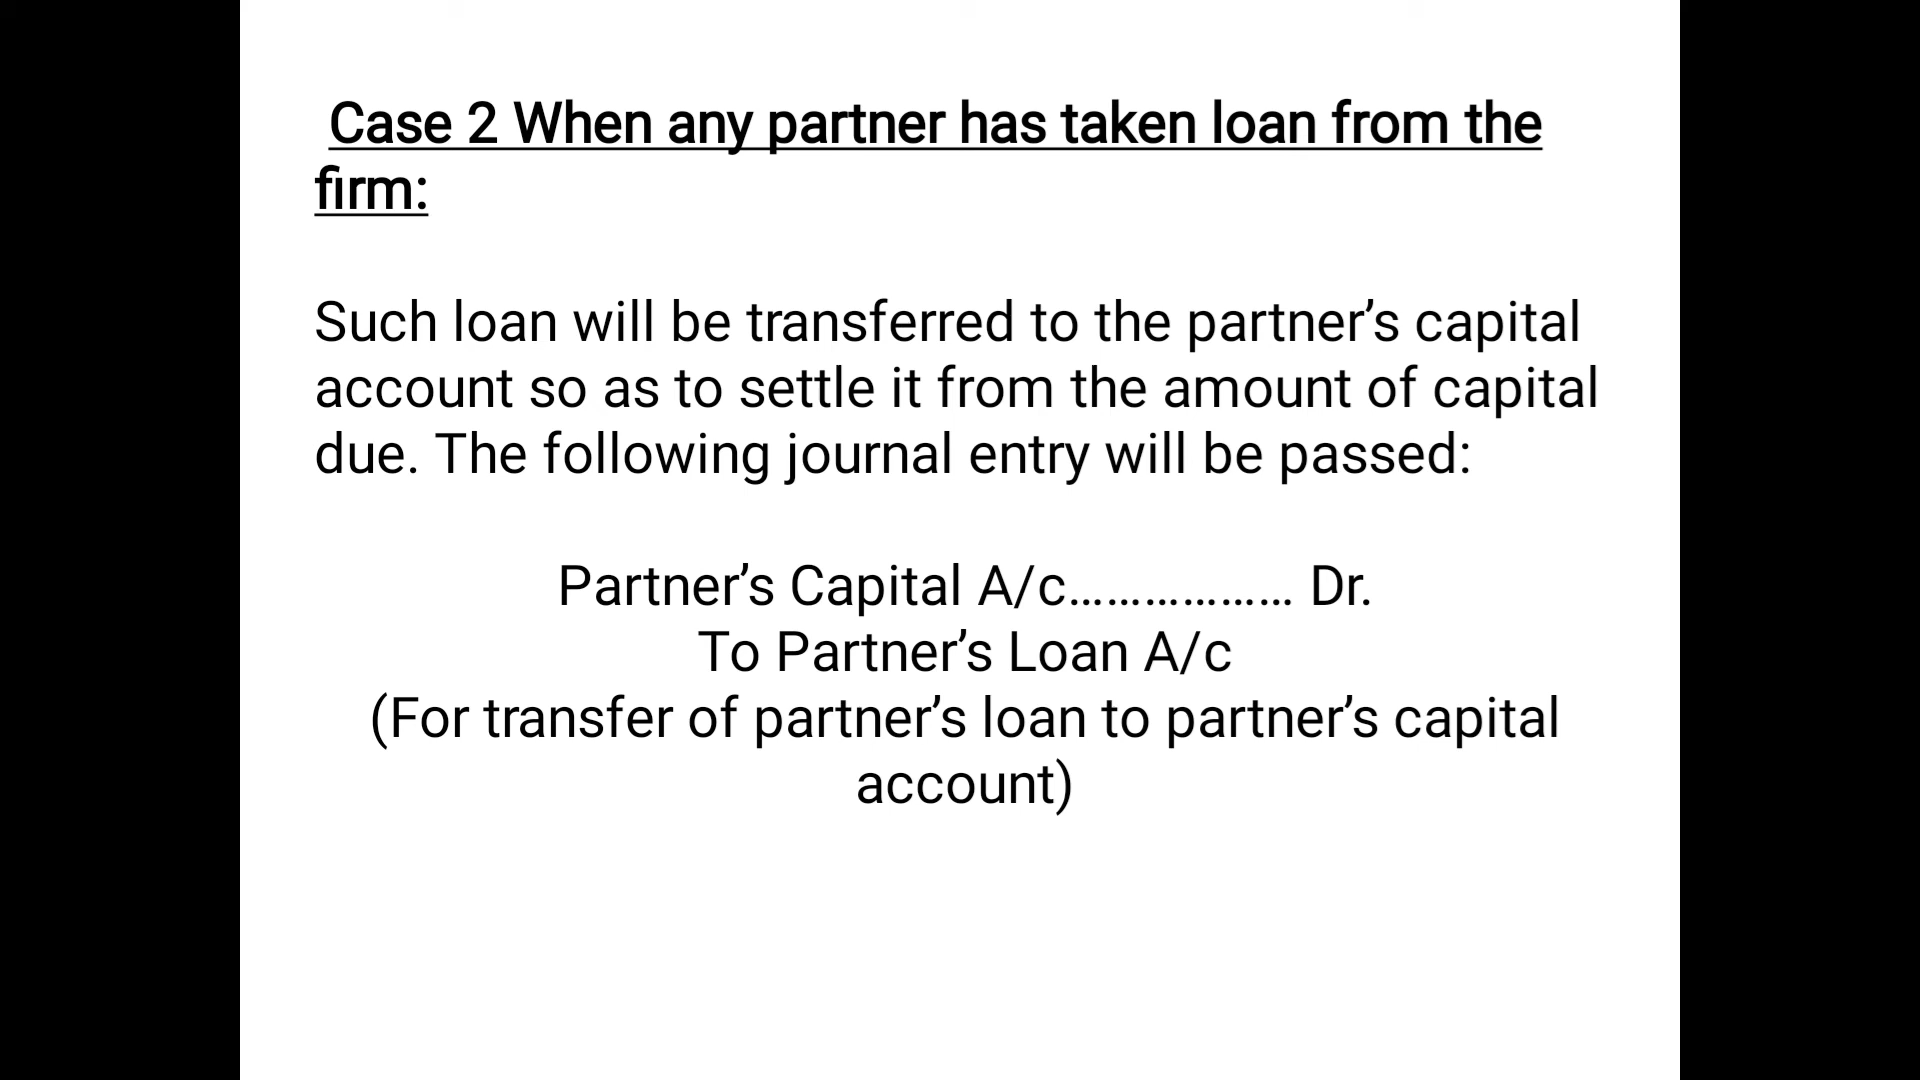 Case 2 When any partner has taken loan from the
firm:
Such loan will be transferred to the partner’s capital
account so as to settle it from the amount of capital
due. The following journal entry will be passed:
Partner’s Capital A/c……………… Dr.
To Partner’s Loan A/c
(For transfer of partner’s loan to partner’s capital
account)